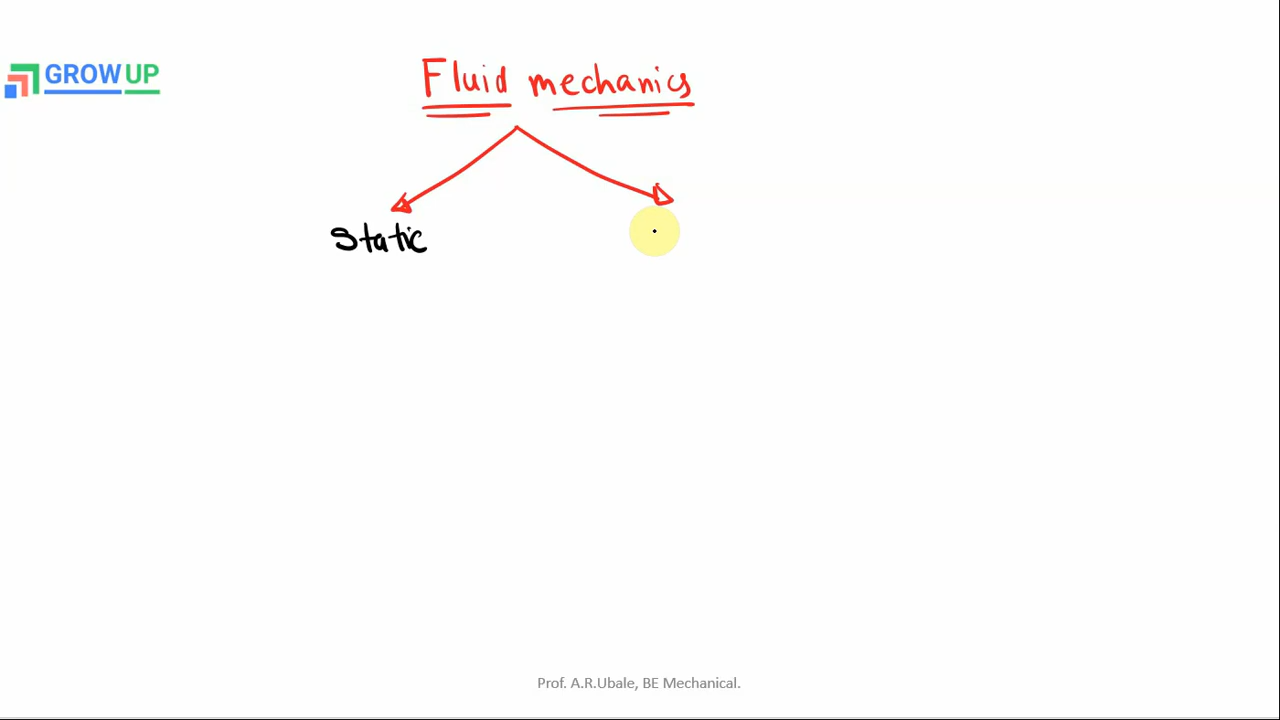 GROW UP
Fluid mechanics
Static
Prof. A.R.Ubale, BE Mechanical.